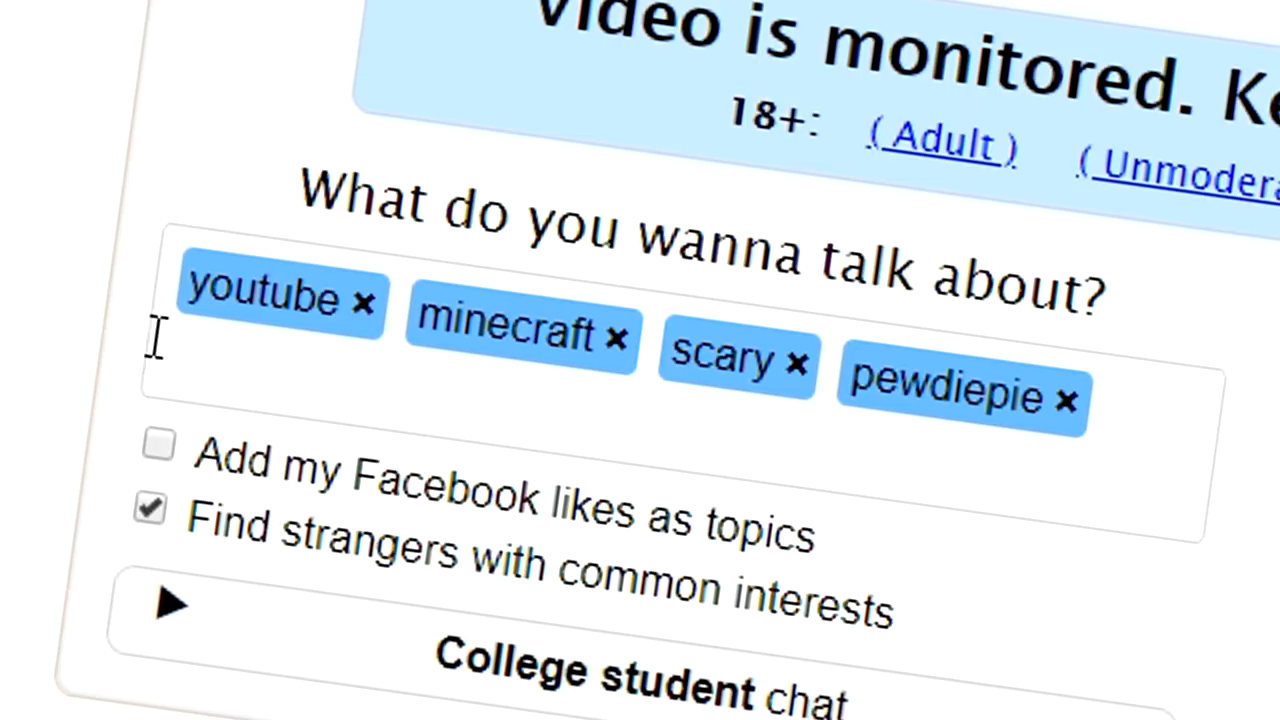 video is monitored. Ke
18+: (Adult) (Unmodera
What do you wanna talk about?
youtube × minecraft × scary × pewdiepie ×
Add my Facebook likes as topics
Find strangers with common interests
College student chat